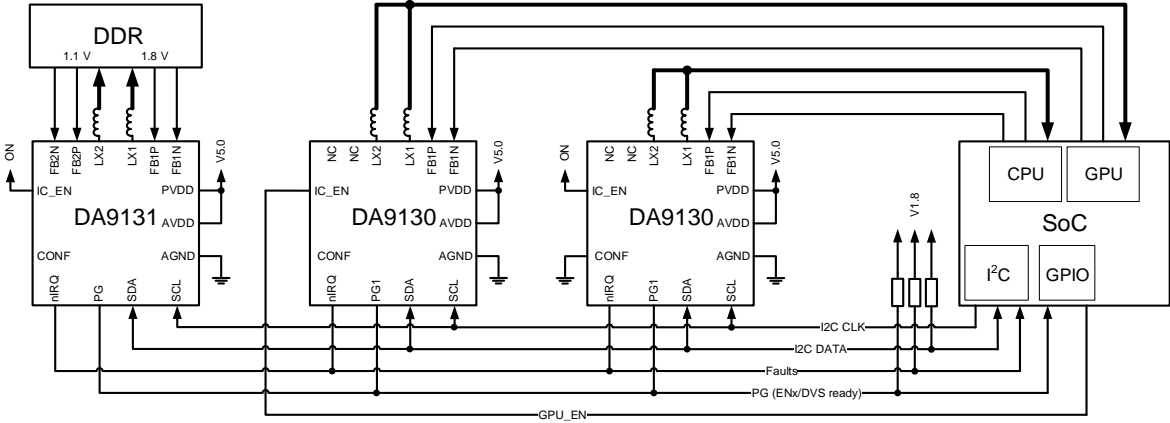 DDR
1.1 V 1.8 V
FB2N FB2P LX2 LX1 FB1P FB1N
ON
V5.0
IC_EN
PVDD
DA9131
AVDD
CONF
AGND
nIRQ PG SDA SCL
NC NC LX2 LX1 FB1P FB1N
V5.0
IC_EN
PVDD
DA9130
AVDD
CONF
AGND
nIRQ PG1 SDA SCL
NC NC LX2 LX1 FB1P FB1N
ON
V5.0
IC_EN
PVDD
DA9130
AVDD
CONF
AGND
nIRQ PG1 SDA SCL
V1.8
CPU GPU
SoC
I²C GPIO
I2C CLK
I2C DATA
Faults
PG (ENx/DVS ready)
GPU_EN